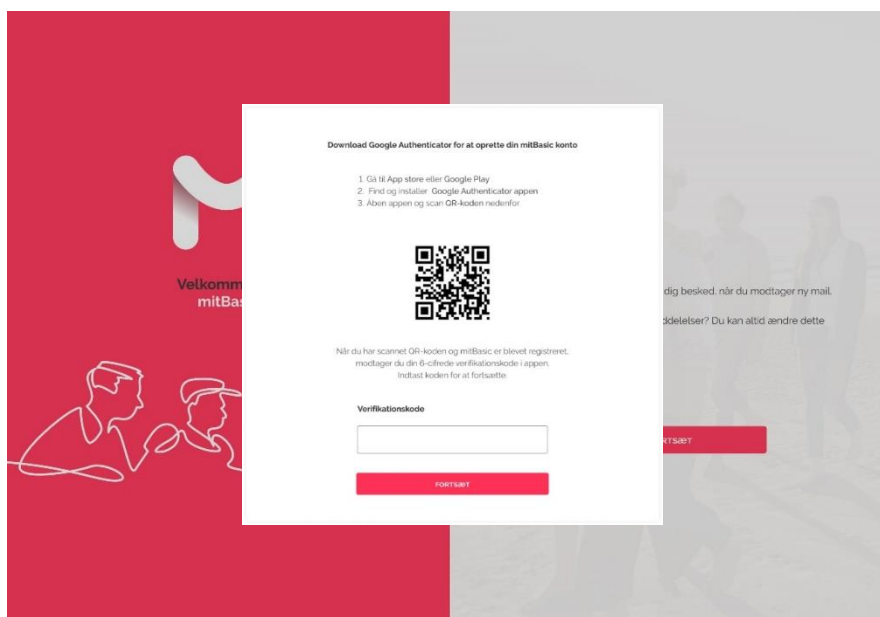 Download Google Authenticator for at oprette din mitBasic konto
1. Gå til App store eller Google Play
2. Find og installer Google Authenticator appen
3. Åben appen og scan QR-koden nedenfor
Når du har scannet QR-koden og mitBasic er blevet registreret,
modtager du din 6-cifrede verifikationskode i appen.
Indtast koden for at fortsætte.
Verifikationskode
FORTSÆT
Velkomm
mitBas
dig besked, når du modtager ny mail.
ddelelser? Du kan altid ændre dette
RTSÆT